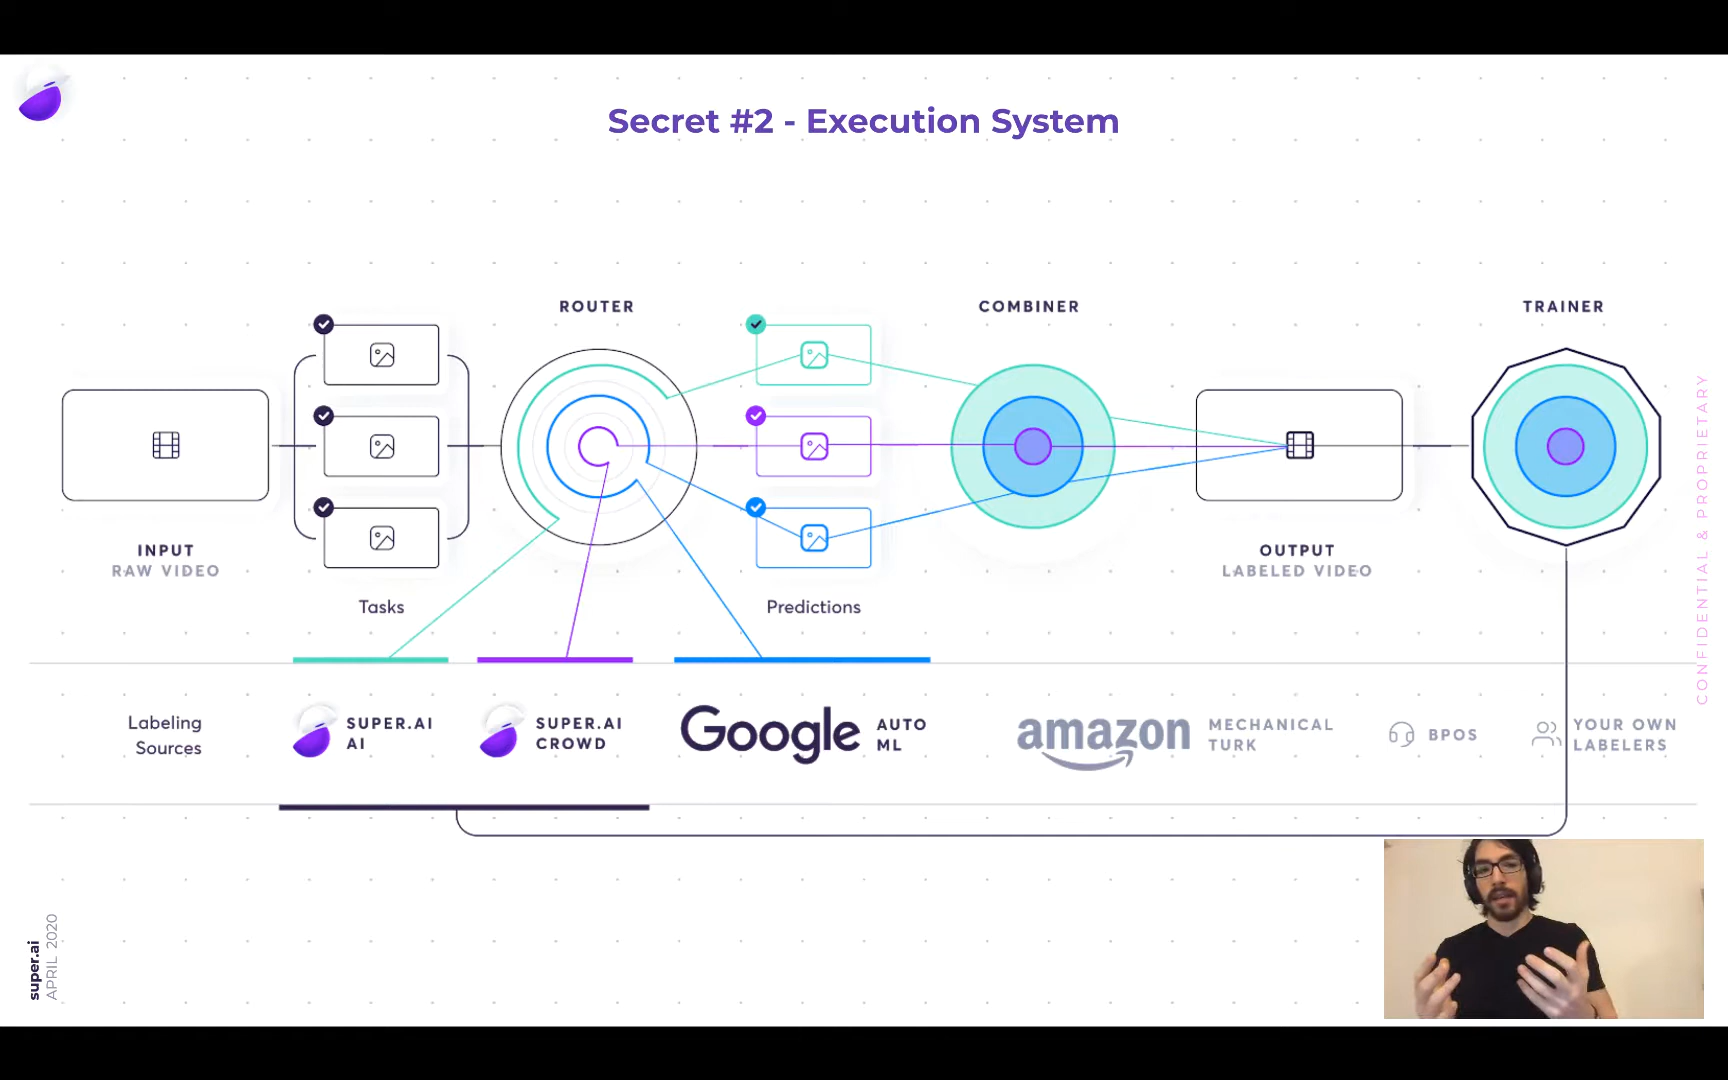 Secret #2 - Execution System
ROUTER
COMBINER
TRAINER
INPUT
RAW VIDEO
OUTPUT
LABELED VIDEO
Tasks
Predictions
Labeling
Sources
SUPER.AI
AI
SUPER.AI
CROWD
Google
AUTO
ML
amazon
MECHANICAL
TURK
BPOS
YOUR OWN
LABELERS
CONFIDENTIAL & PROPRIETARY
super.ai
APRIL 2020